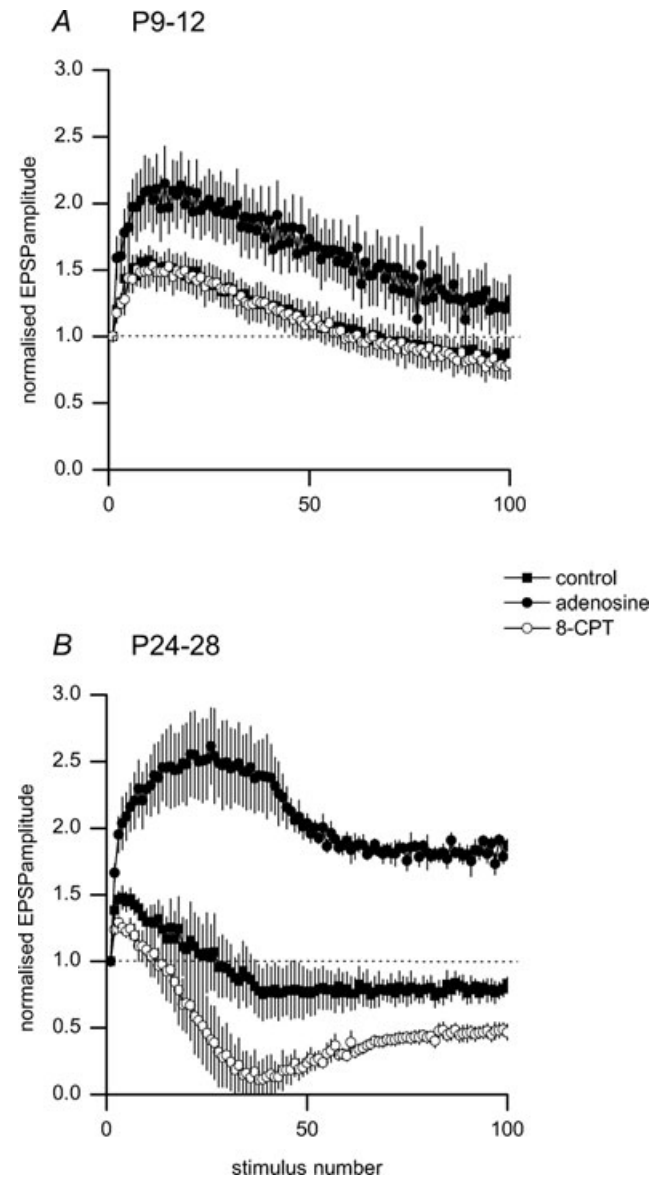 A P9-12
3.0
2.5
2.0
1.5
1.0
0.5
0.0
normalised EPSPamplitude
0 50 100
control
adenosine
8-CPT
B P24-28
3.0
2.5
2.0
1.5
1.0
0.5
0.0
normalised EPSPamplitude
0 50 100
stimulus number